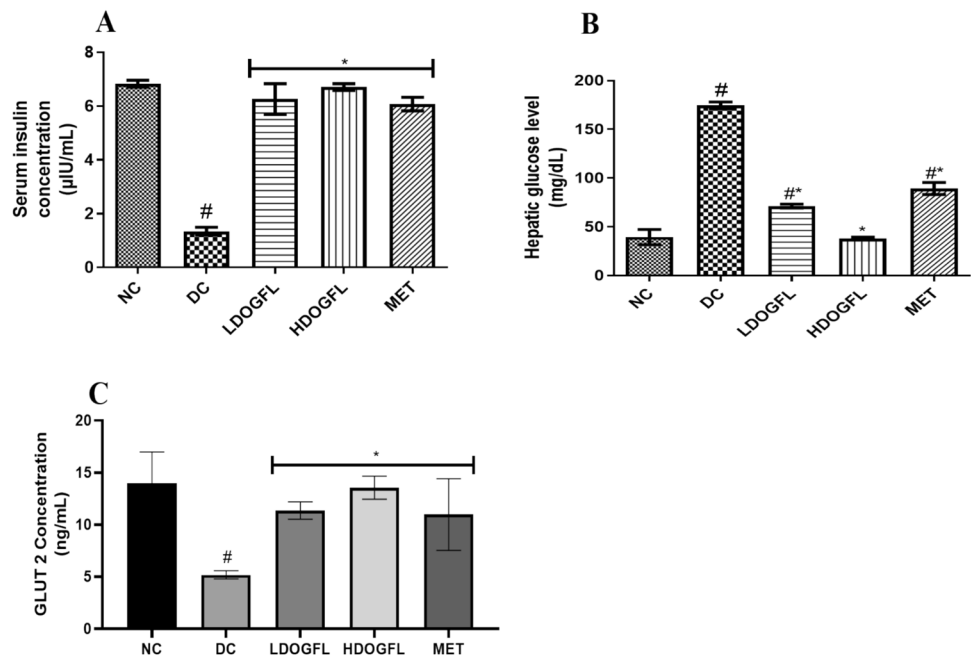 A
Serum insulin
concentration
(µIU/mL)
8
6
4
2
0
#
*
NC
DC
LDOGFL
HDOGFL
MET
B
Hepatic glucose level
(mg/dL)
200
150
100
50
0
#
#*
*
#*
NC
DC
LDOGFL
HDOGFL
MET
C
GLUT 2 Concentration
(ng/mL)
20
15
10
5
0
#
*
NC
DC
LDOGFL
HDOGFL
MET